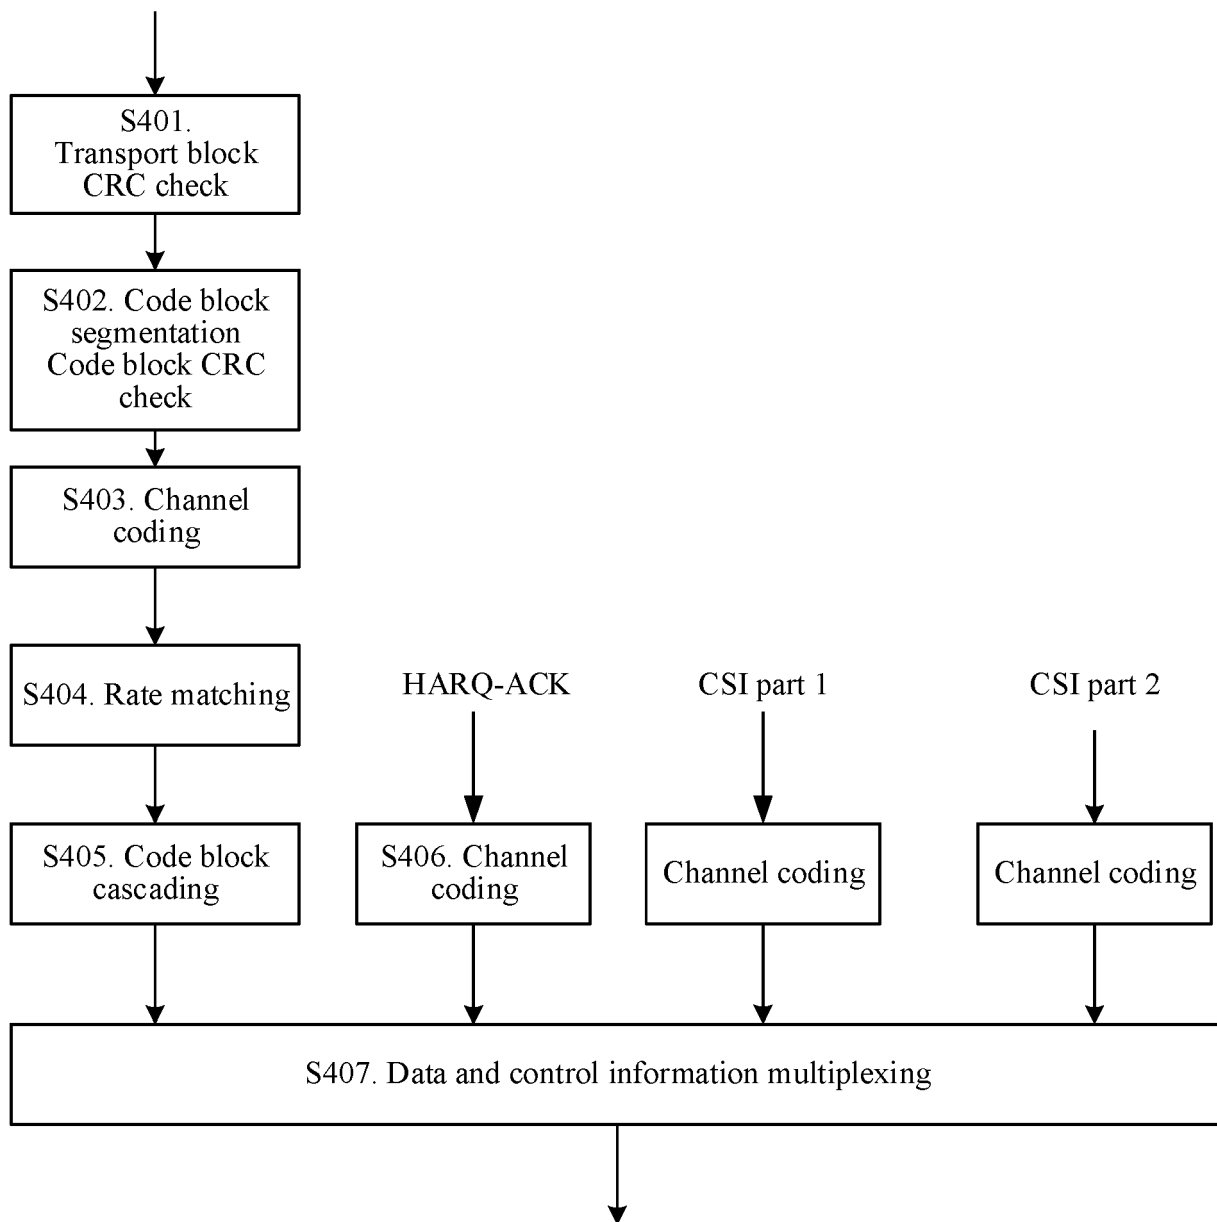 S401.
Transport block
CRC check
S402. Code block
segmentation
Code block CRC
check
S403. Channel
coding
S404. Rate matching
HARQ-ACK
CSI part 1
CSI part 2
S405. Code block
cascading
S406. Channel
coding
Channel coding
Channel coding
S407. Data and control information multiplexing